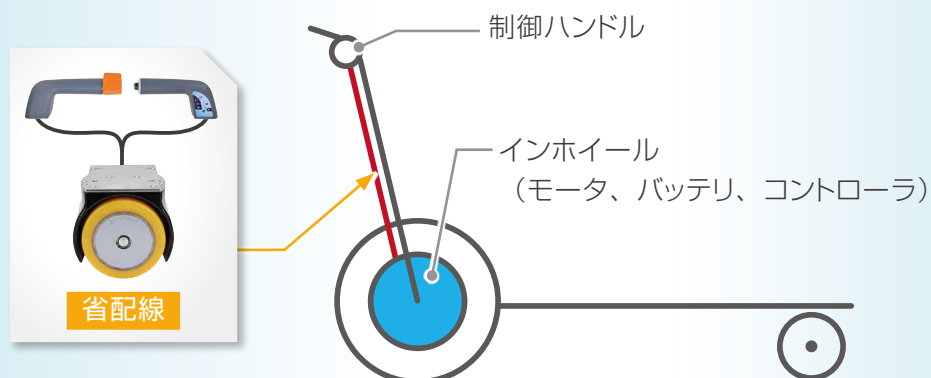 制御ハンドル
インホイール
（モータ、バッテリ、コントローラ）
省配線